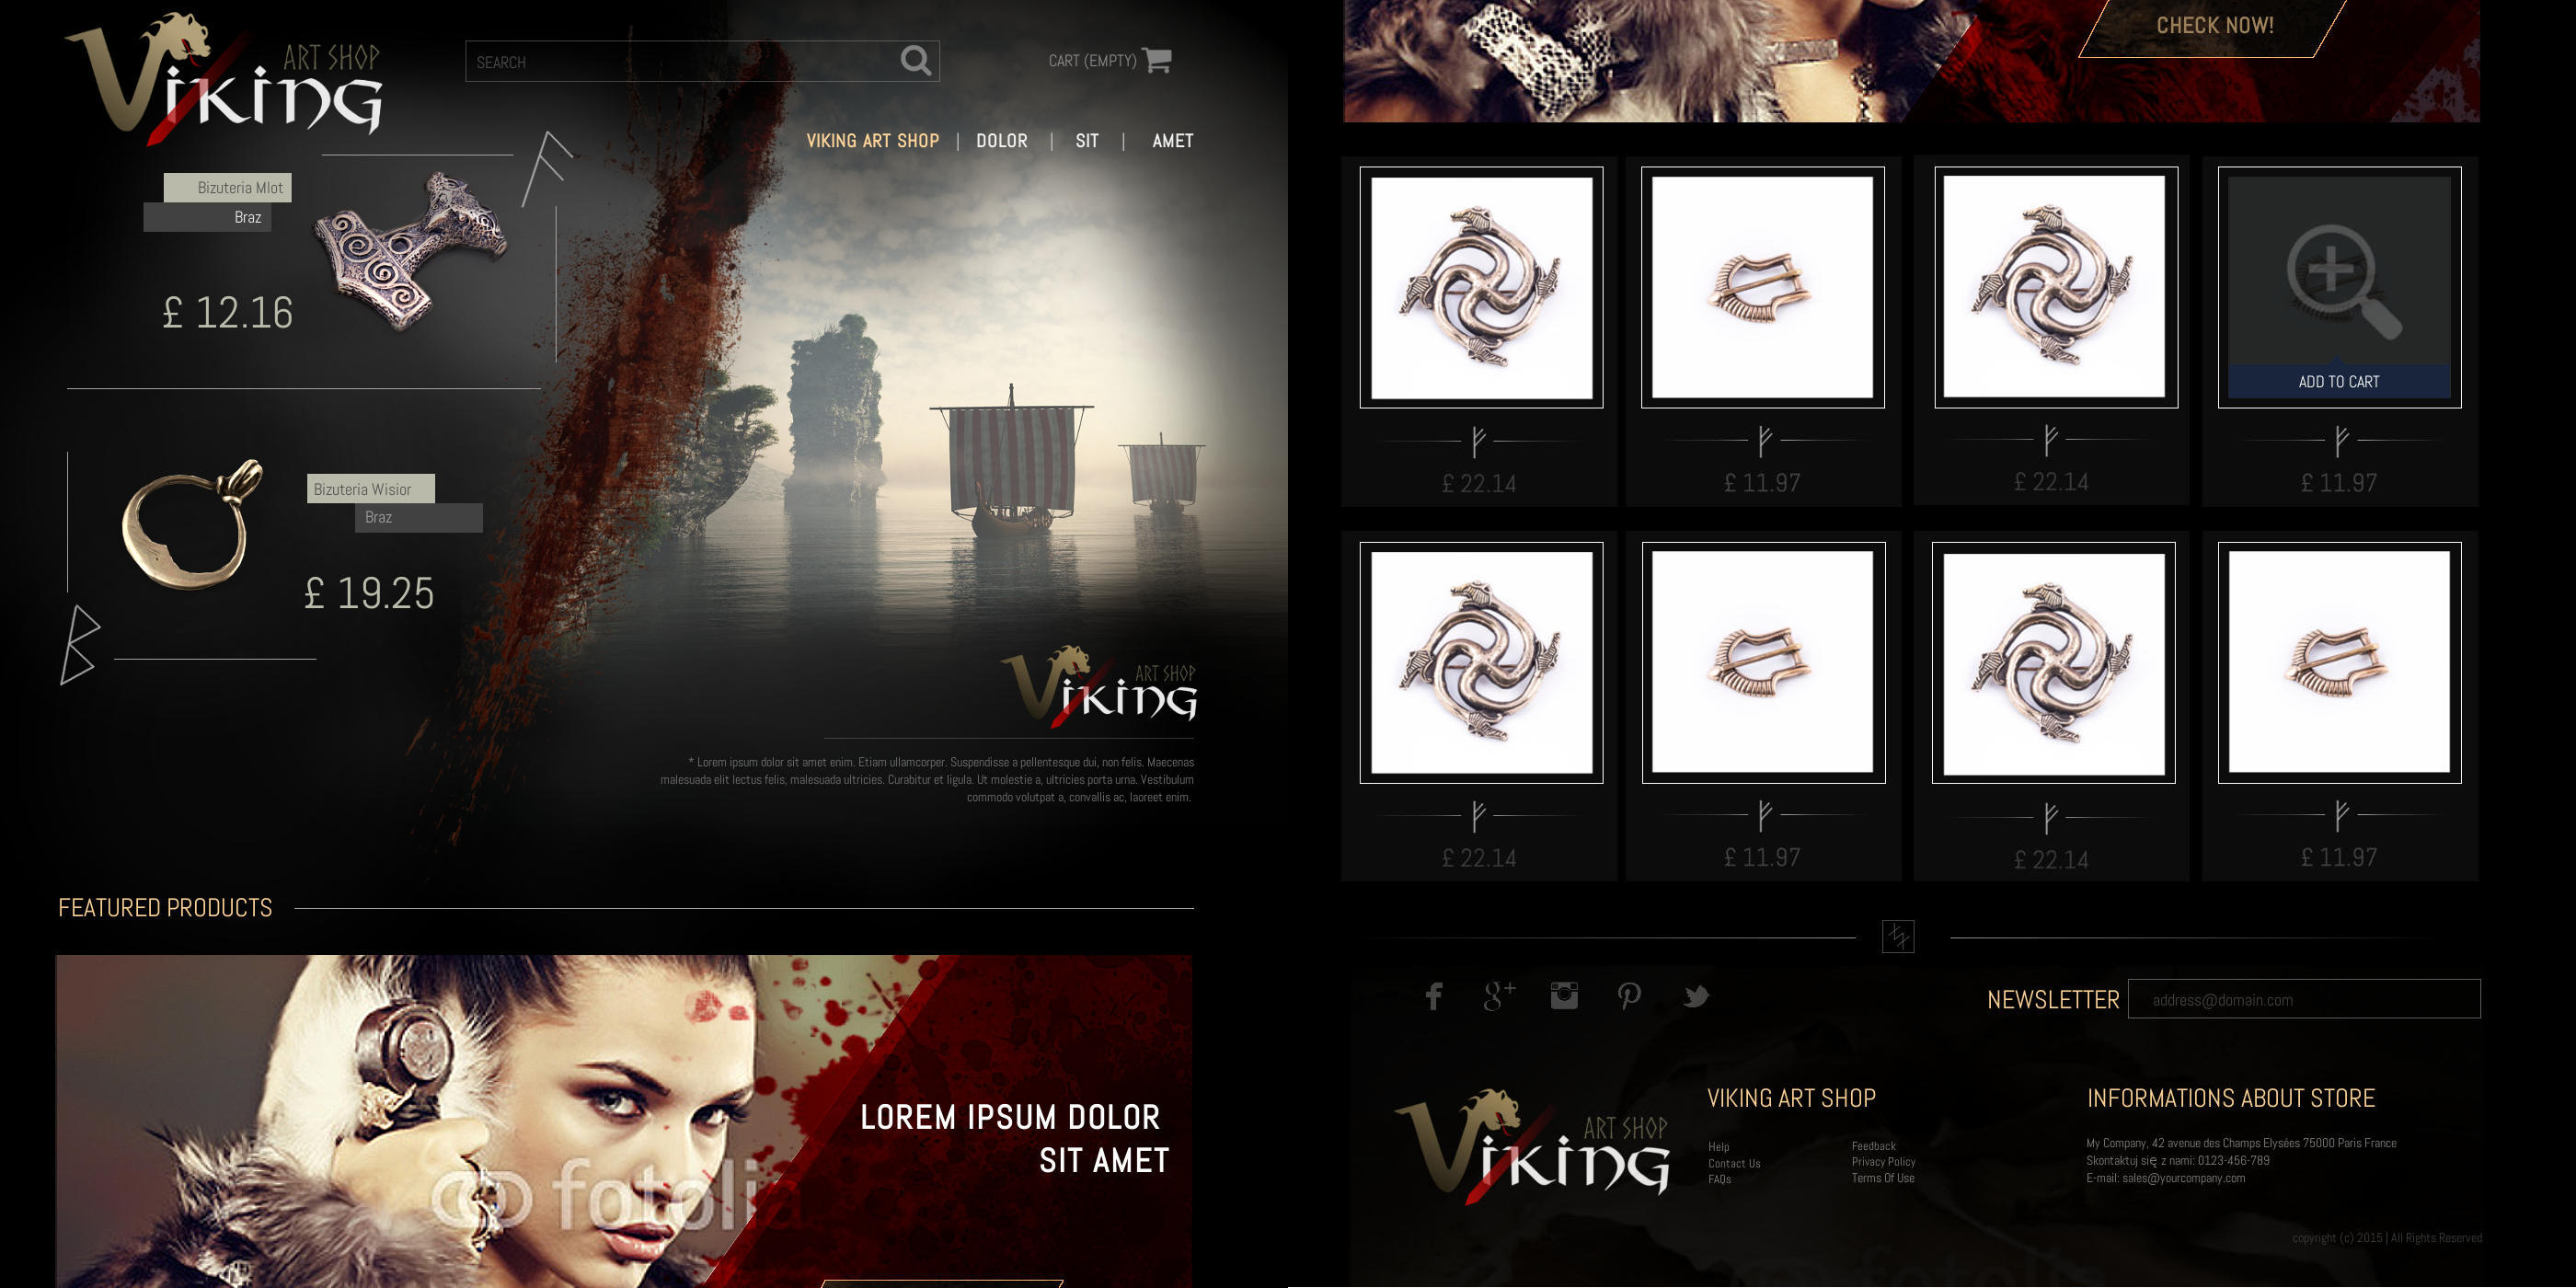 Viking
ART SHOP
SEARCH
CART (EMPTY)
VIKING ART SHOP | DOLOR | SIT | AMET
Bizuteria Mlot
Braz
£ 12.16
Bizuteria Wisior
Braz
£ 19.25
ART SHOP
Viking
* Lorem ipsum dolor sit amet enim. Etiam ullamcorper. Suspendisse a pellentesque dui, non felis. Maecenas
malesuada elit lectus felis, malesuada ultricies. Curabitur et ligula. Ut molestie a, ultricies porta urna. Vestibulum
commodo volutpat a, convallis ac, laoreet enim.
FEATURED PRODUCTS
LOREM IPSUM DOLOR
SIT AMET
fotolia
CHECK NOW!
ADD TO CART
£ 22.14
£ 11.97
£ 22.14
£ 11.97
£ 22.14
£ 11.97
£ 22.14
£ 11.97
NEWSLETTER
address@domain.com
ART SHOP
Viking
VIKING ART SHOP
Help
Contact Us
FAQs
Feedback
Privacy Policy
Terms Of Use
INFORMATIONS ABOUT STORE
My Company, 42 avenue des Champs Elysées 75000 Paris France
Skontaktuj się z nami: 0123-456-789
E-mail: sales@yourcompany.com
copyright (c) 2015 | All Rights Reserved